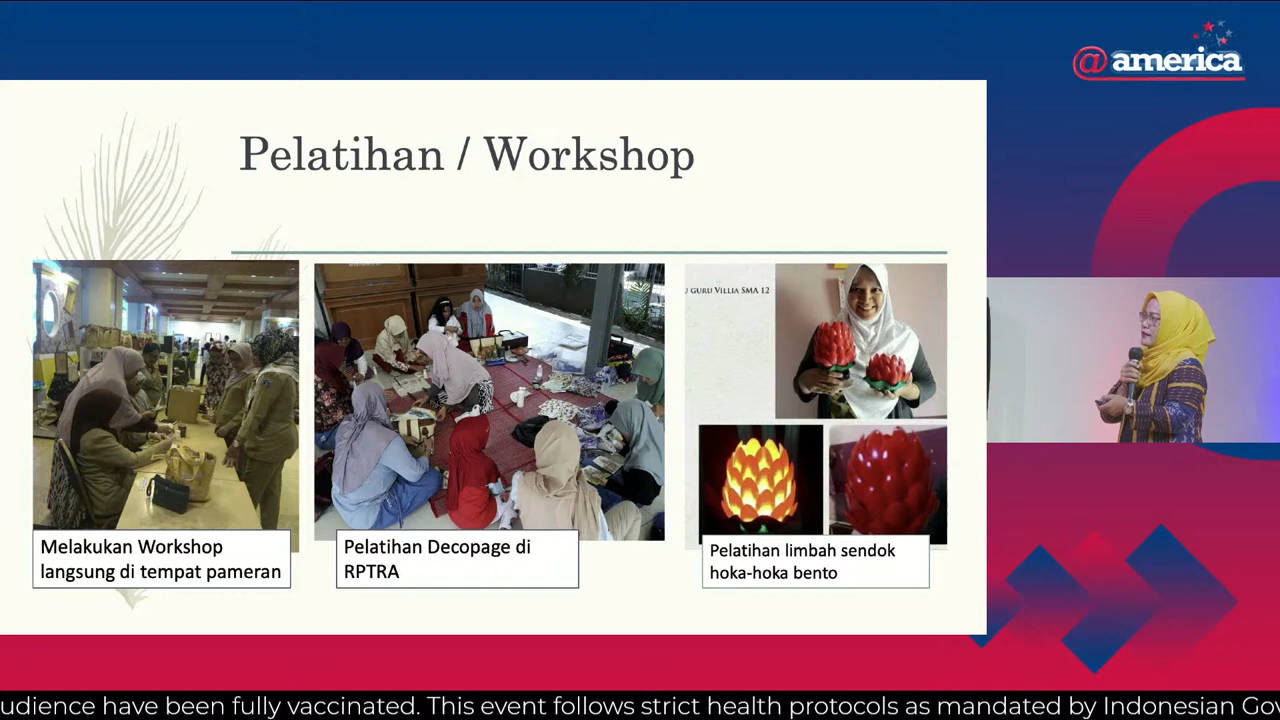 @america
Pelatihan / Workshop
J GURU VILLIA SMA 12
Melakukan Workshop
langsung di tempat pameran
Pelatihan Decopage di
RPTRA
Pelatihan limbah sendok
hoka-hoka bento
udience have been fully vaccinated. This event follows strict health protocols as mandated by Indonesian Gov